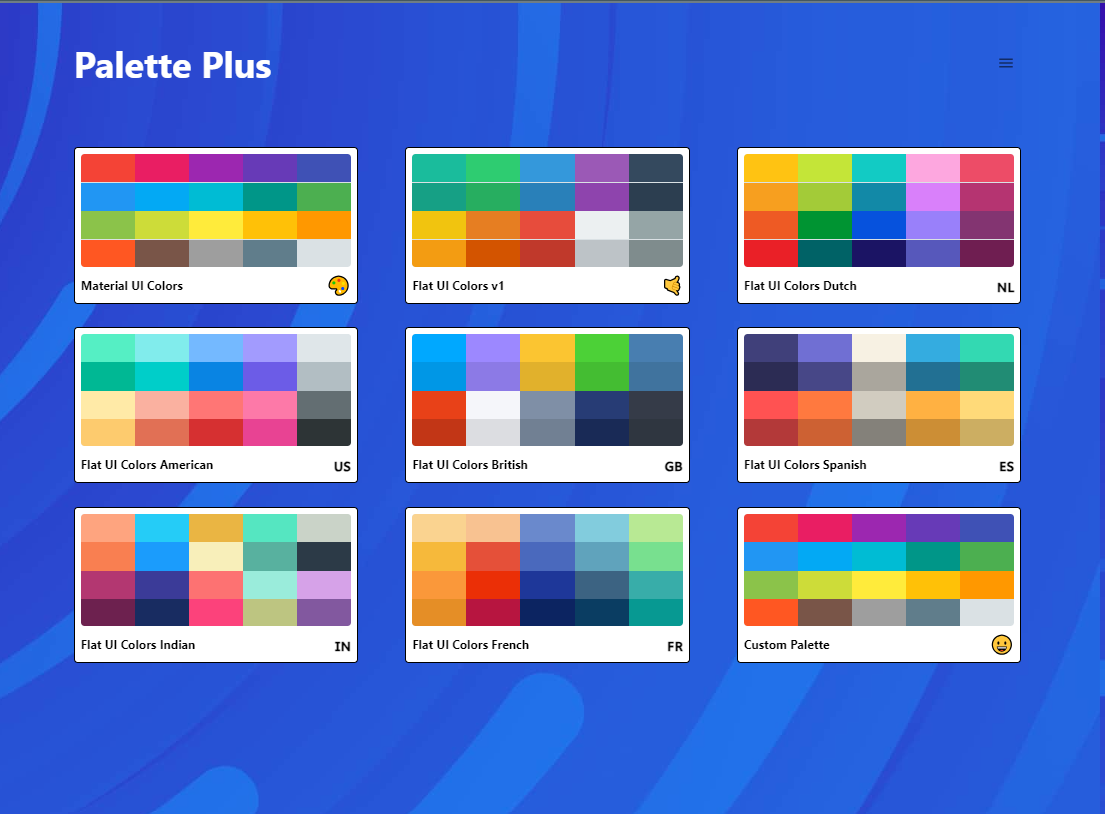 Palette Plus
Material UI Colors
Flat UI Colors v1
Flat UI Colors Dutch NL
Flat UI Colors American US
Flat UI Colors British GB
Flat UI Colors Spanish ES
Flat UI Colors Indian IN
Flat UI Colors French FR
Custom Palette